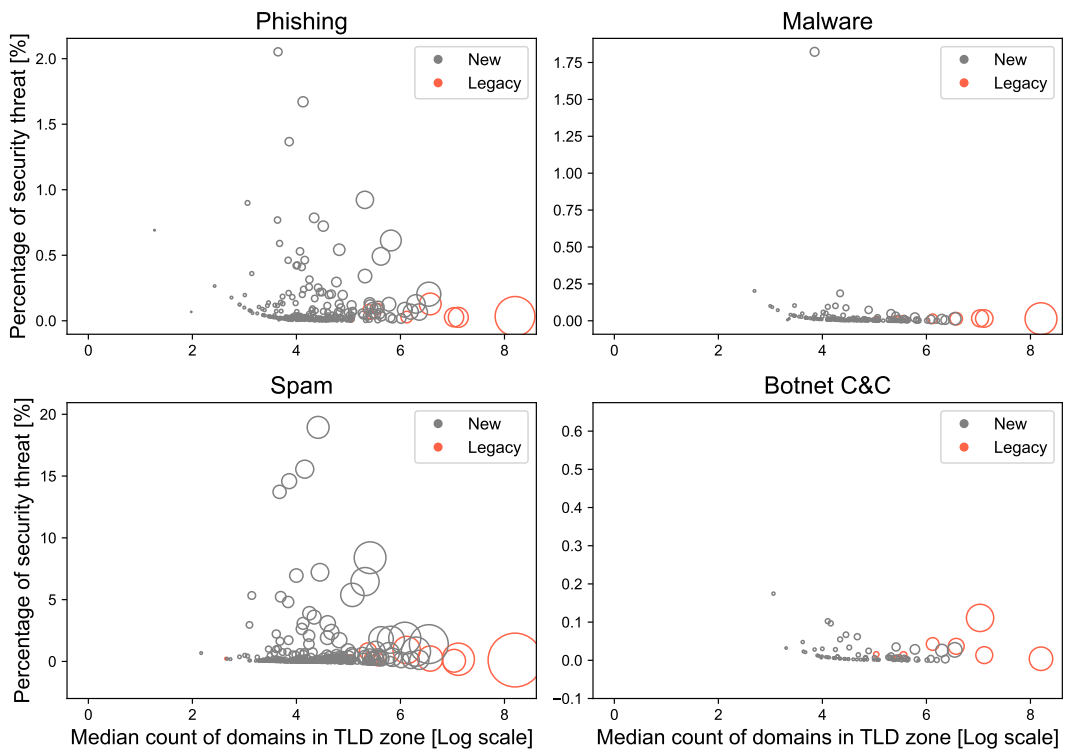 Phishing
Percentage of security threat [%]
2.0
1.5
1.0
0.5
0.0
0 2 4 6 8
New
Legacy
Malware
1.75
1.50
1.25
1.00
0.75
0.50
0.25
0.00
0 2 4 6 8
New
Legacy
Spam
Percentage of security threat [%]
20
15
10
5
0
0 2 4 6 8
Median count of domains in TLD zone [Log scale]
New
Legacy
Botnet C&C
0.6
0.5
0.4
0.3
0.2
0.1
0.0
−0.1
0 2 4 6 8
Median count of domains in TLD zone [Log scale]
New
Legacy